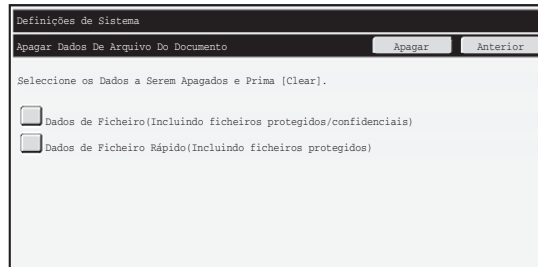 Definições de Sistema
Apagar Dados De Arquivo Do Documento Apagar Anterior
Seleccione os Dados a Serem Apagados e Prima [Clear].
Dados de Ficheiro(Incluindo ficheiros protegidos/confidenciais)
Dados de Ficheiro Rápido(Incluindo ficheiros protegidos)